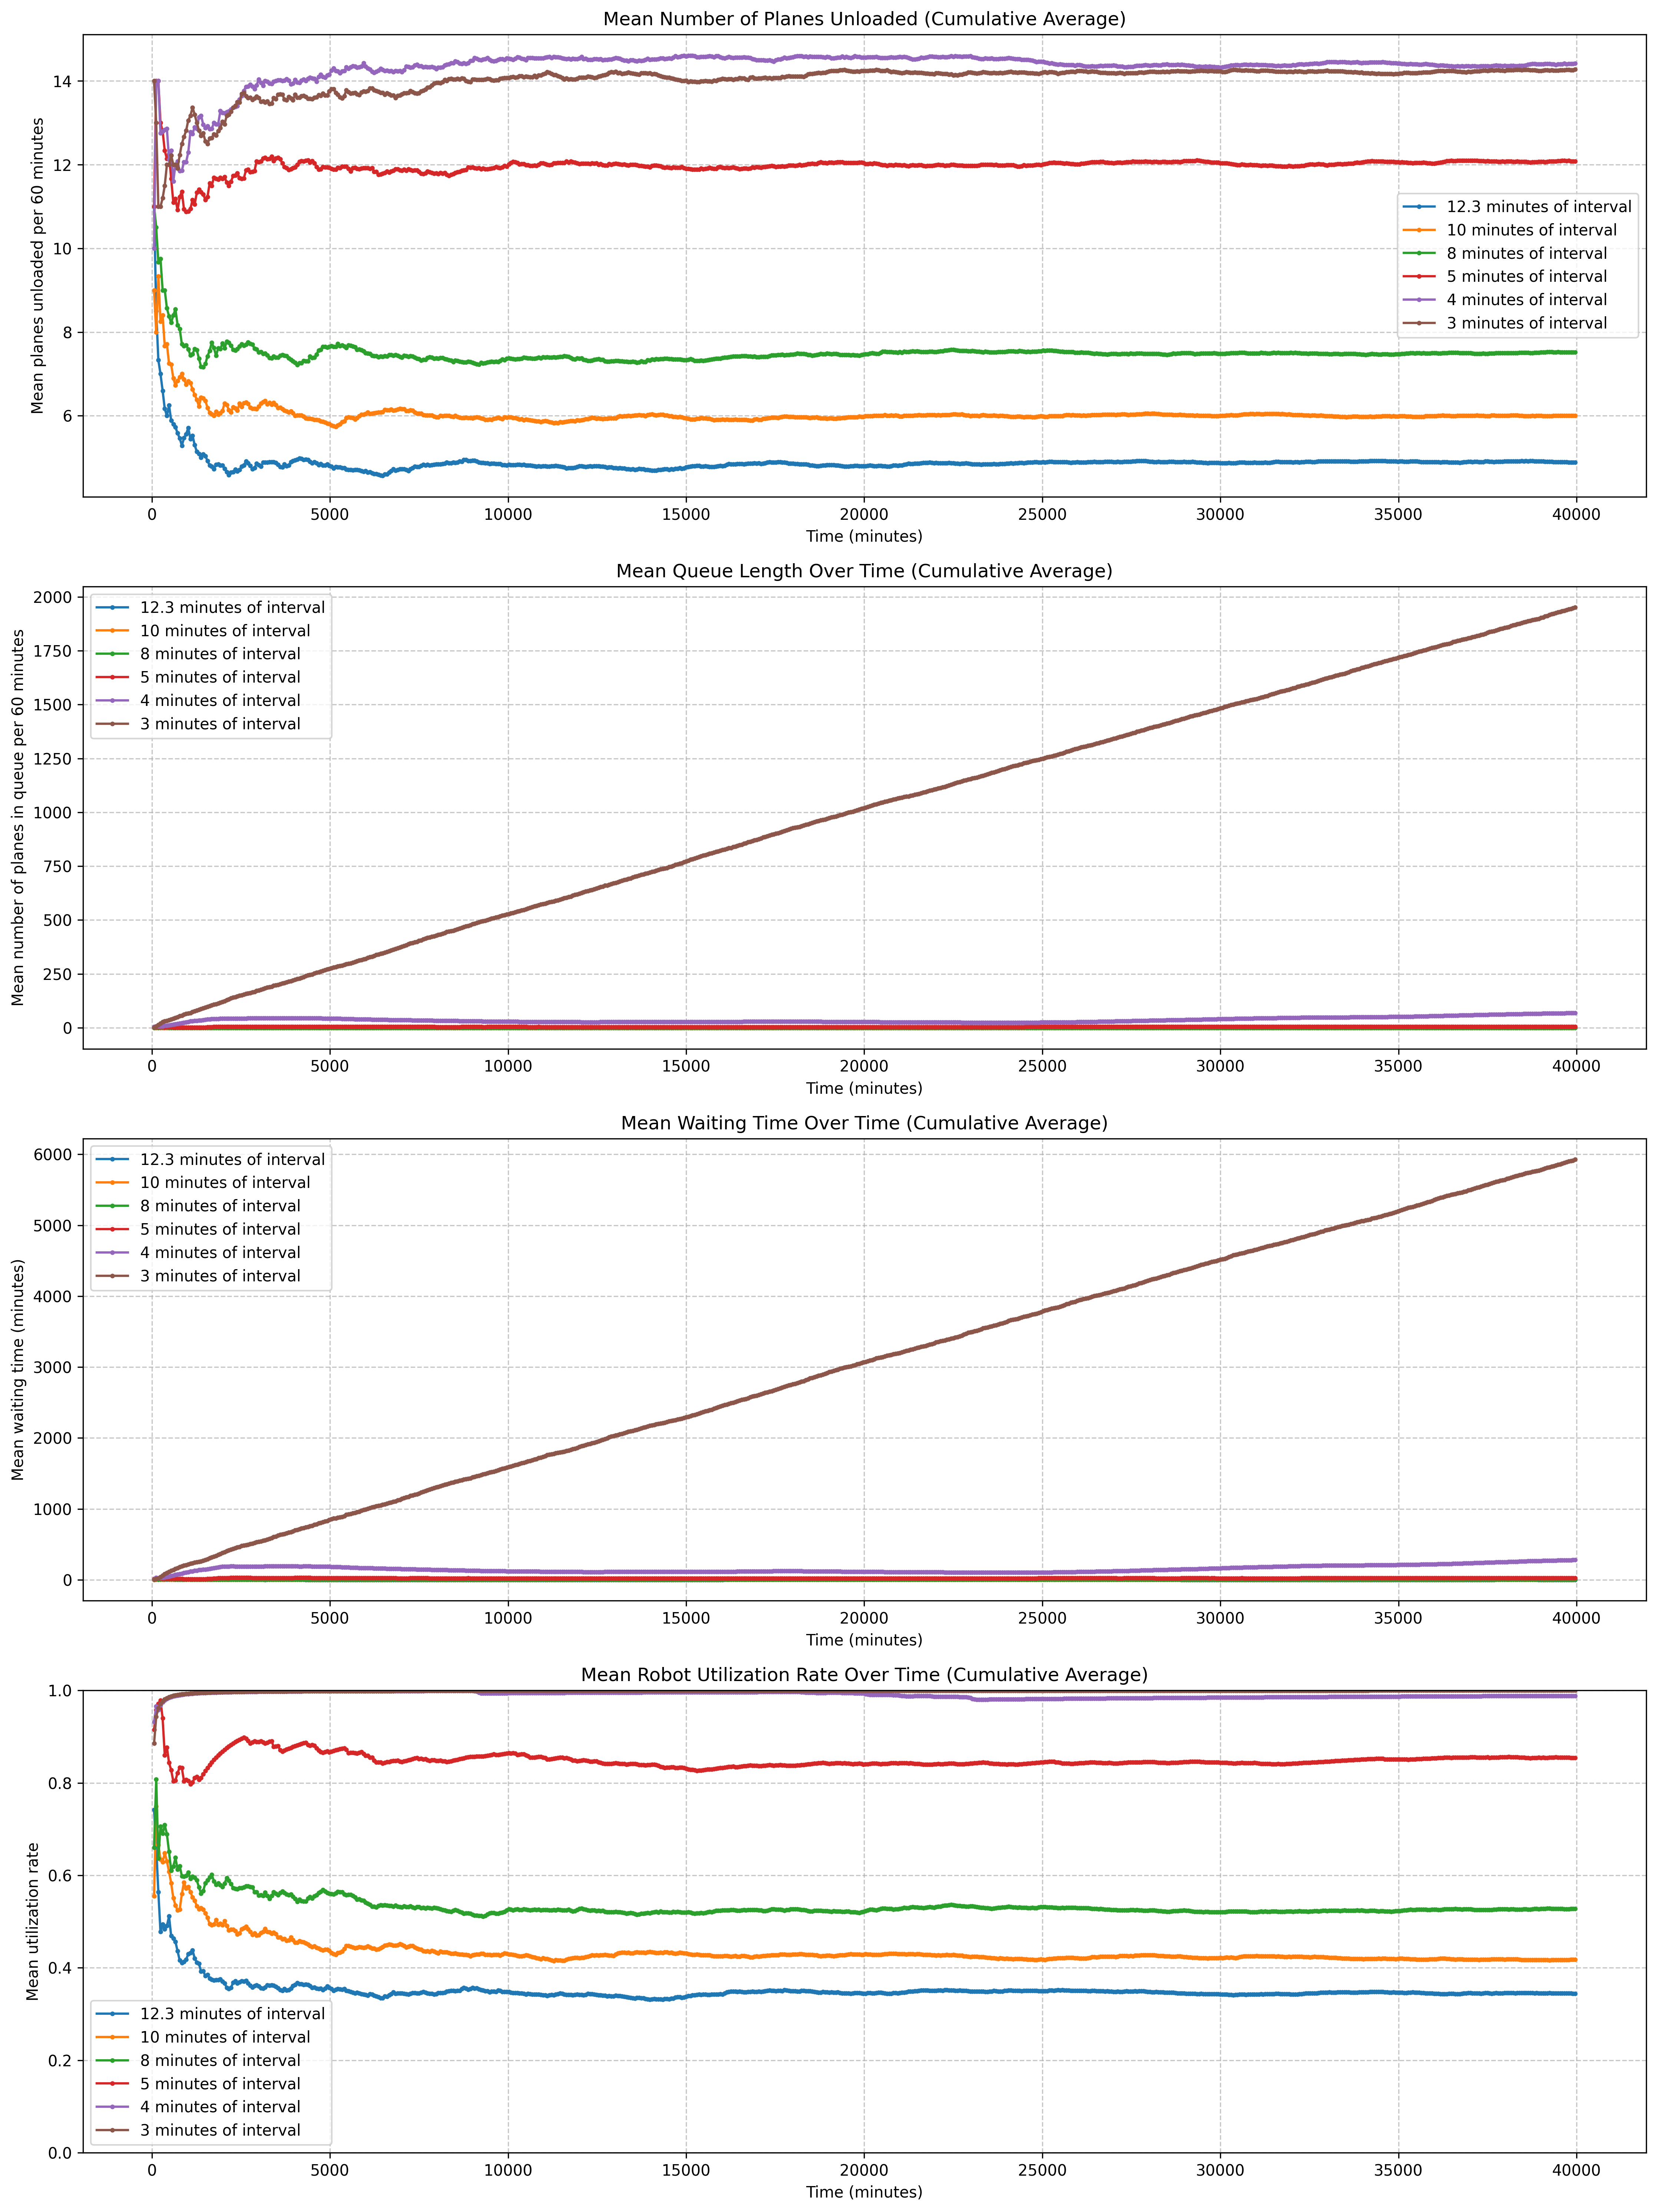 Mean Number of Planes Unloaded (Cumulative Average)
Mean planes unloaded per 60 minutes
14
12
10
8
6
12.3 minutes of interval
10 minutes of interval
8 minutes of interval
5 minutes of interval
4 minutes of interval
3 minutes of interval
0 5000 10000 15000 20000 25000 30000 35000 40000
Time (minutes)
Mean Queue Length Over Time (Cumulative Average)
Mean number of planes in queue per 60 minutes
2000
1750
1500
1250
1000
750
500
250
0
12.3 minutes of interval
10 minutes of interval
8 minutes of interval
5 minutes of interval
4 minutes of interval
3 minutes of interval
0 5000 10000 15000 20000 25000 30000 35000 40000
Time (minutes)
Mean Waiting Time Over Time (Cumulative Average)
Mean waiting time (minutes)
6000
5000
4000
3000
2000
1000
0
12.3 minutes of interval
10 minutes of interval
8 minutes of interval
5 minutes of interval
4 minutes of interval
3 minutes of interval
0 5000 10000 15000 20000 25000 30000 35000 40000
Time (minutes)
Mean Robot Utilization Rate Over Time (Cumulative Average)
Mean utilization rate
1.0
0.8
0.6
0.4
0.2
0.0
12.3 minutes of interval
10 minutes of interval
8 minutes of interval
5 minutes of interval
4 minutes of interval
3 minutes of interval
0 5000 10000 15000 20000 25000 30000 35000 40000
Time (minutes)